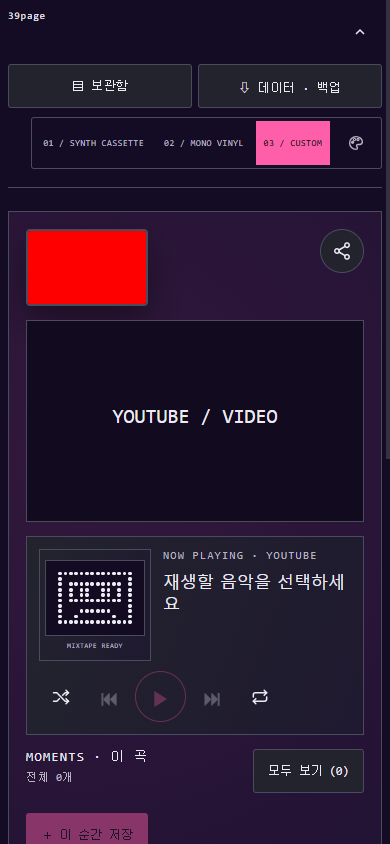 39page
보관함
데이터 · 백업
01 / SYNTH CASSETTE
02 / MONO VINYL
03 / CUSTOM
YOUTUBE / VIDEO
NOW PLAYING · YOUTUBE
재생할 음악을 선택하세
요
MIXTAPE READY
MOMENTS · 이 곡
전체 0개
모두 보기 (0)
+ 이 순간 저장